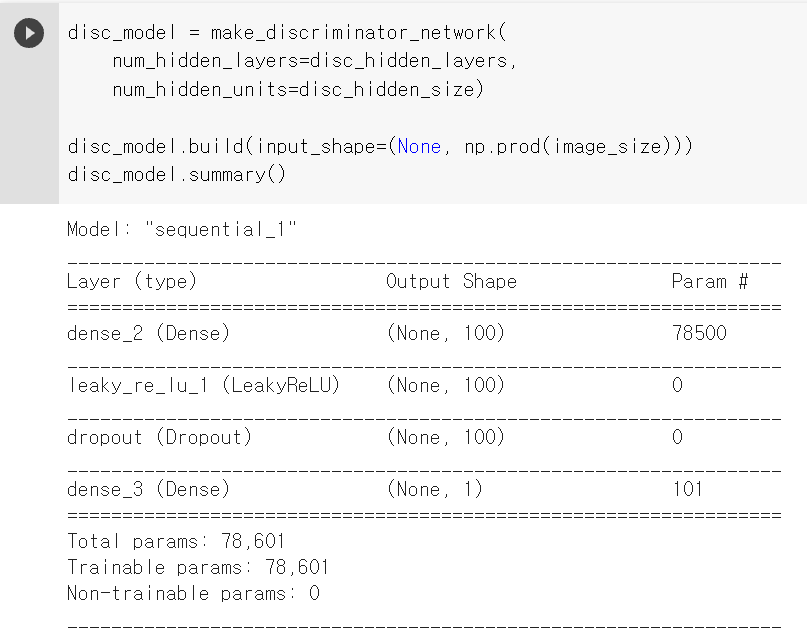 disc_model = make_discriminator_network(
    num_hidden_layers=disc_hidden_layers,
    num_hidden_units=disc_hidden_size)
disc_model.build(input_shape=(None, np.prod(image_size)))
disc_model.summary()
Model: "sequential_1"
_________________________________________________________________
Layer (type)                 Output Shape              Param #
=================================================================
dense_2 (Dense)              (None, 100)               78500
_________________________________________________________________
leaky_re_lu_1 (LeakyReLU)    (None, 100)               0
_________________________________________________________________
dropout (Dropout)            (None, 100)               0
_________________________________________________________________
dense_3 (Dense)              (None, 1)                 101
=================================================================
Total params: 78,601
Trainable params: 78,601
Non-trainable params: 0
_________________________________________________________________